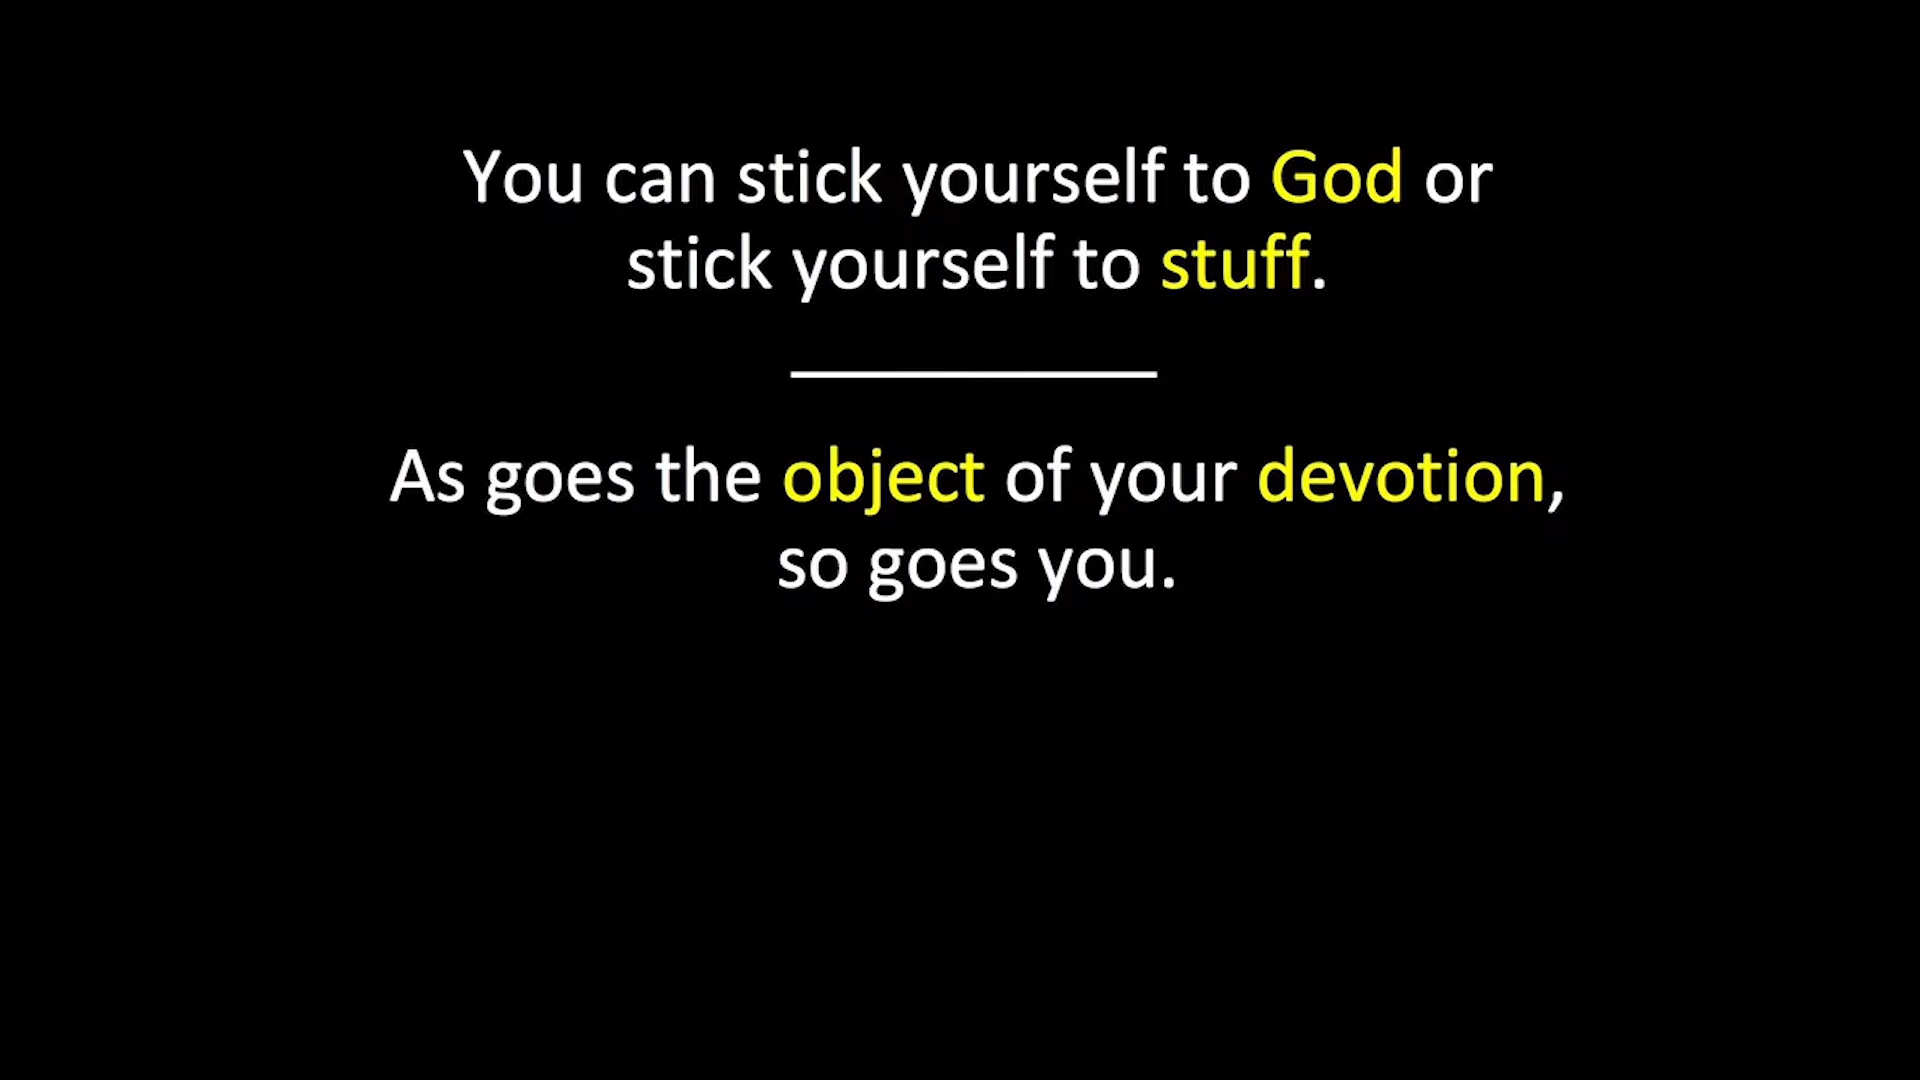 You can stick yourself to God or
stick yourself to stuff.
As goes the object of your devotion,
so goes you.